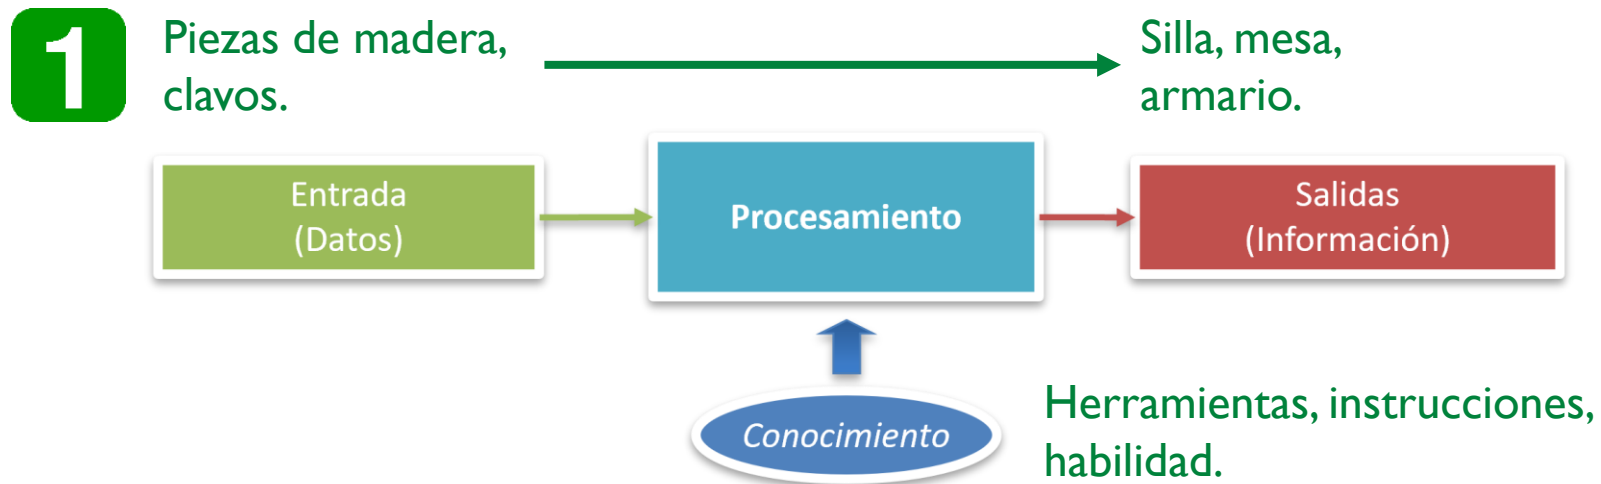 1
Piezas de madera,
clavos.
Silla, mesa,
armario.
Entrada
(Datos)
Procesamiento
Salidas
(Información)
Conocimiento
Herramientas, instrucciones,
habilidad.